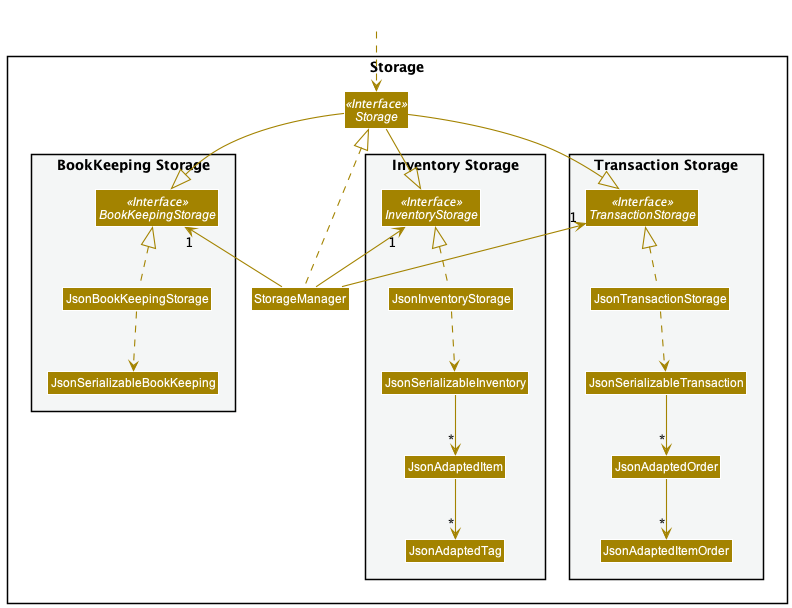 Storage
«Interface»
Storage
BookKeeping Storage
Inventory Storage
Transaction Storage
«Interface»
BookKeepingStorage
«Interface»
InventoryStorage
«Interface»
TransactionStorage
1
1
1
JsonBookKeepingStorage
StorageManager
JsonInventoryStorage
JsonTransactionStorage
JsonSerializableBookKeeping
JsonSerializableInventory
JsonSerializableTransaction
*
*
JsonAdaptedItem
JsonAdaptedOrder
*
*
JsonAdaptedTag
JsonAdaptedItemOrder